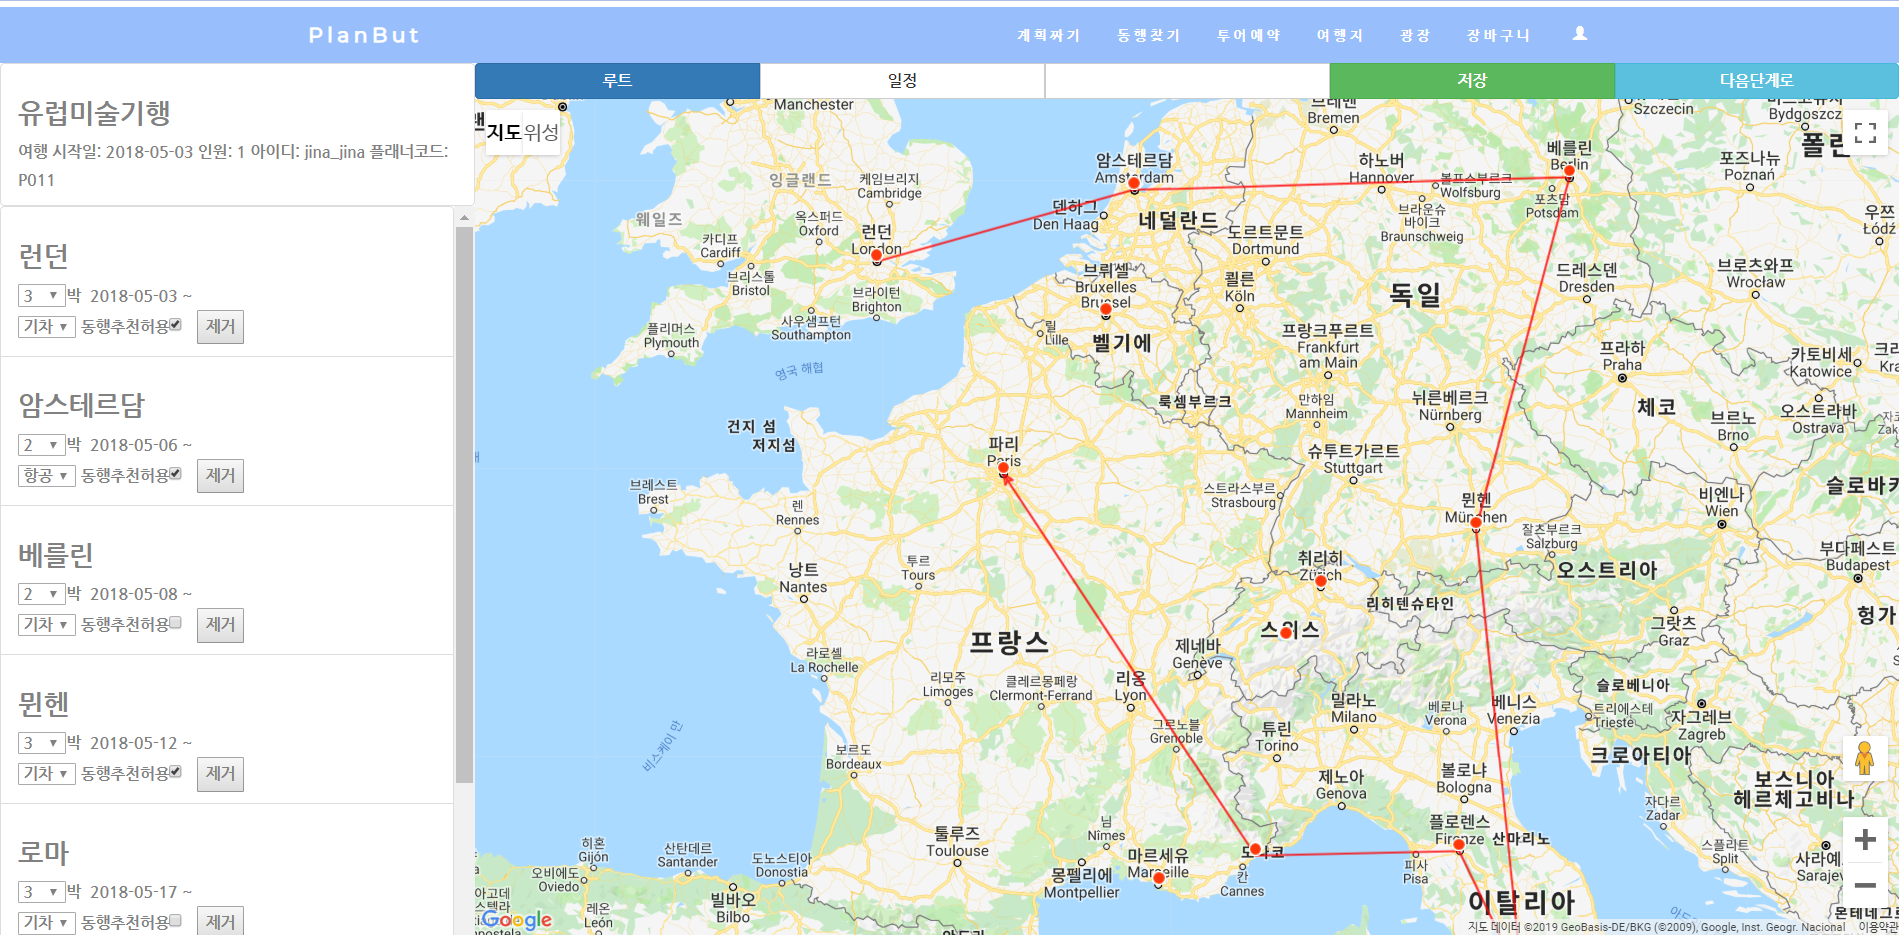 PlanBut
계획짜기 동행찾기 투어예약 여행지 광장 장바구니
루트 일정 저장 다음단계로
유럽미술기행
여행 시작일: 2018-05-03 인원: 1 아이디: jina_jina 플래너코드:
P011
런던
3 박 2018-05-03 ~
기차 동행추천허용 제거
암스테르담
2 박 2018-05-06 ~
항공 동행추천허용 제거
베를린
2 박 2018-05-08 ~
기차 동행추천허용 제거
뮌헨
3 박 2018-05-12 ~
기차 동행추천허용 제거
로마
3 박 2018-05-17 ~
기차 동행추천허용 제거
지도 위성
Manchester
브레멘
Bremen
Szczecin
Bydgoszcz
잉글랜드
케임브리지
Cambridge
웨일즈
옥스퍼드
Oxford
카디프
Cardiff
브리스톨
Bristol
런던
London
브라이턴
Brighton
사우샘프턴
Southampton
플리머스
Plymouth
영국 해협
건지 섬
저지섬
암스테르담
Amsterdam
덴하그
Den Haag
네덜란드
하노버
Hannover
볼프스부르크
Wolfsburg
브라운슈
바이크
Braunschweig
베를린
Berlin
포츠담
Potsdam
포즈나뉴
Poznań
우쯔
Łódź
도르트문트
Dortmund
브뤼셀
Bruxelles
Brussel
쾰른
Köln
독일
드레스덴
Dresden
브로츠와프
Wrocław
릴
Lille
벨기에
프랑크푸르트
Frankfurt
am Main
프라하
Praha
카토비체
Katowice
룩셈부르크
만하임
Mannheim
뉘른베르크
Nürnberg
체코
브르노
Brno
오스트라바
Ostrava
파리
Paris
슈투트가르트
Stuttgart
스트라스부르
Strasbourg
뮌헨
München
잘츠부르크
Salzburg
비엔나
Wien
브레스트
Brest
렌
Rennes
낭트
Nantes
투르
Tours
취리히
Zürich
리히텐슈타인
오스트리아
부다페스트
Budapest
스위스
그랏츠
Graz
프랑스
제네바
Genève
라로셸
La Rochelle
리모주
Limoges
클레르몽페랑
Clermont-Ferrand
리옹
Lyon
그르노블
Grenoble
밀라노
Milano
베로나
Verona
베니스
Venezia
슬로베니아
트리에스테
Trieste
자그레브
Zagreb
튀린
Torino
크로아티아
비스케이 만
보르도
Bordeaux
제노아
Genova
볼로냐
Bologna
보스니아
헤르체고비나
자다르
Zadar
툴루즈
Toulouse
님
Nîmes
플로렌스
Firenze
산마리노
스플리트
Split
히혼
Gijón
산탄데르
Santander
도노스티아
Donostia
오비에도
Oviedo
몽펠리에
Montpellier
마르세유
Marseille
칸
Cannes
피사
Pisa
이탈리아
빌바오
Bilbo
레온
León
Google
지도 데이터 ©2019 GeoBasis-DE/BKG (©2009), Google, Inst. Geogr. Nacional 이용약관